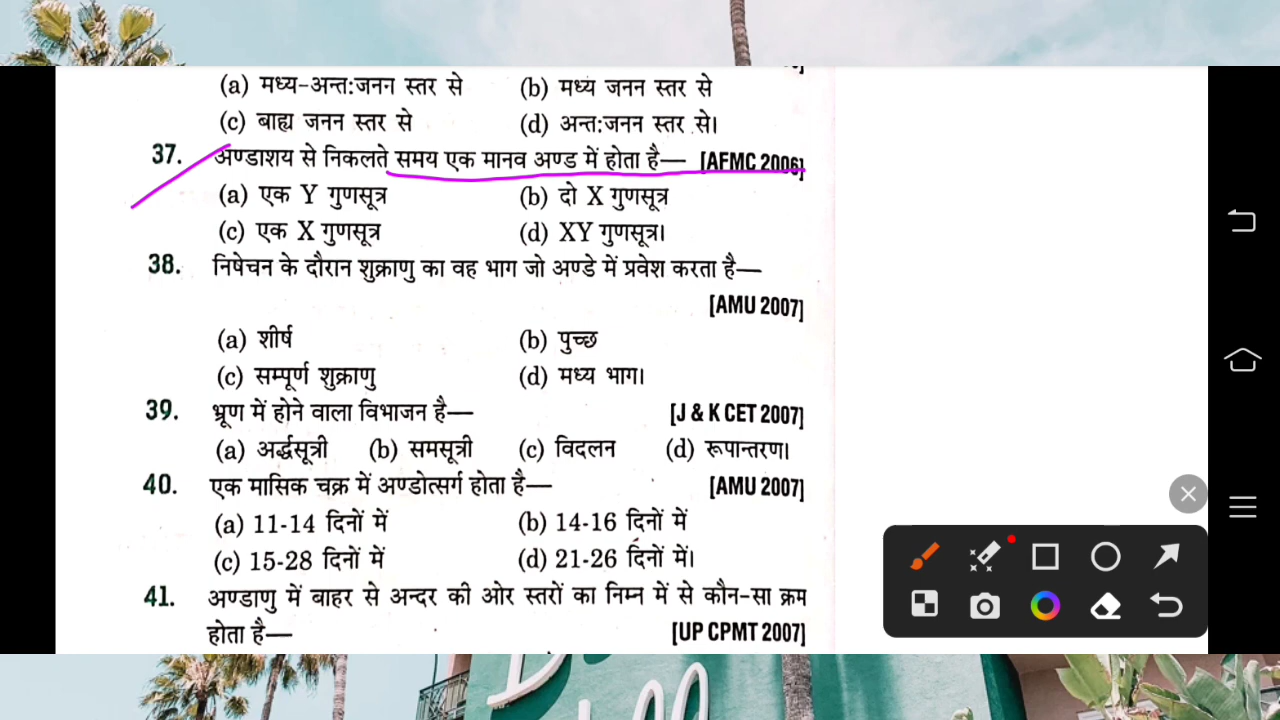 (a) मध्य-अन्त:जनन स्तर से (b) मध्य जनन स्तर से
(c) बाह्य जनन स्तर से (d) अन्त:जनन स्तर से।
37. अण्डाशय से निकलते समय एक मानव अण्ड में होता है— [AFMC 2006]
(a) एक Y गुणसूत्र (b) दो X गुणसूत्र
(c) एक X गुणसूत्र (d) XY गुणसूत्र।
38. निषेचन के दौरान शुक्राणु का वह भाग जो अण्डे में प्रवेश करता है—
[AMU 2007]
(a) शीर्ष (b) पुच्छ
(c) सम्पूर्ण शुक्राणु (d) मध्य भाग।
39. भ्रूण में होने वाला विभाजन है— [J & K CET 2007]
(a) अर्द्धसूत्री (b) समसूत्री (c) विदलन (d) रूपान्तरण।
40. एक मासिक चक्र में अण्डोत्सर्ग होता है— [AMU 2007]
(a) 11-14 दिनों में (b) 14-16 दिनों में
(c) 15-28 दिनों में (d) 21-26 दिनों में।
41. अण्डाणु में बाहर से अन्दर की ओर स्तरों का निम्न में से कौन-सा क्रम
होता है— [UP CPMT 2007]